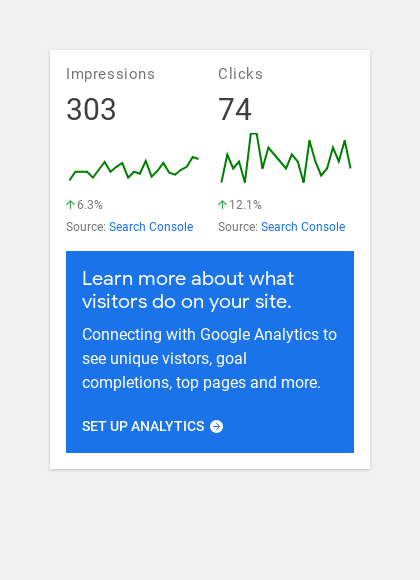 Impressions
Clicks
303
74
6.3%
12.1%
Source: Search Console
Source: Search Console
Learn more about what
visitors do on your site.
Connecting with Google Analytics to
see unique vistors, goal
completions, top pages and more.
SET UP ANALYTICS